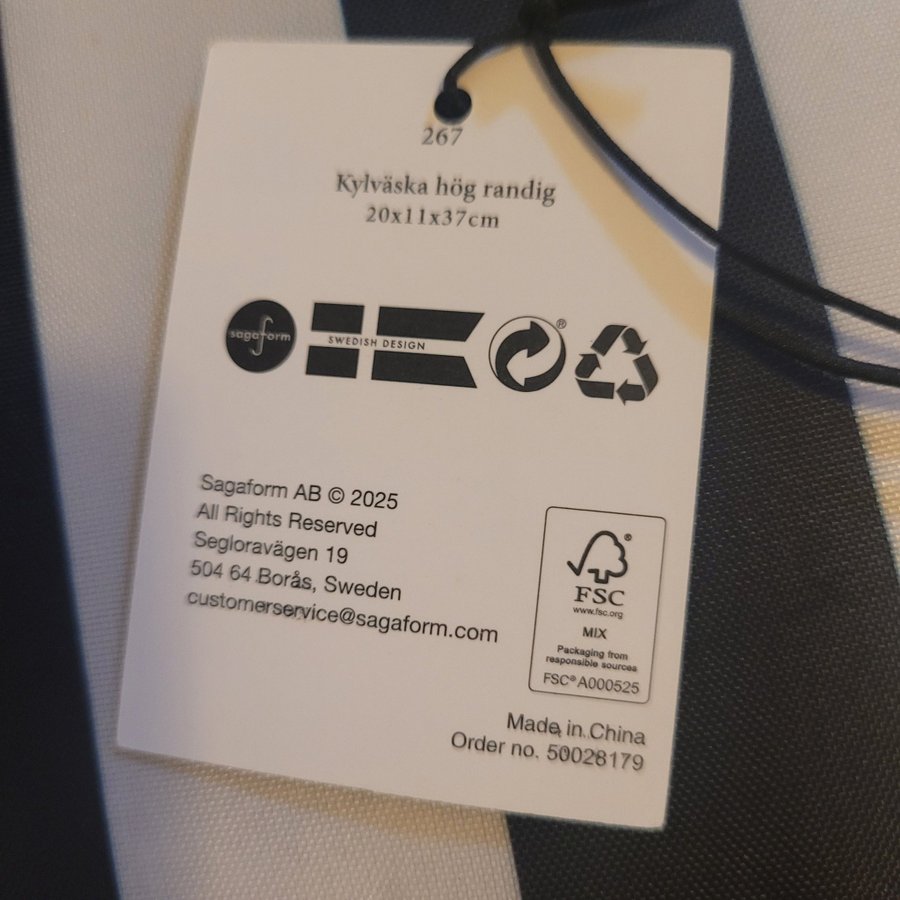 267
Kylväska hög randig
20x11x37cm
sagaform
SWEDISH DESIGN
®
Sagaform AB © 2025
All Rights Reserved
Segloravägen 19
504 64 Borås, Sweden
customerservice@sagaform.com
®
FSC
www.fsc.org
MIX
Packaging from
responsible sources
FSC® A000525
Made in China
Order no. 50028179